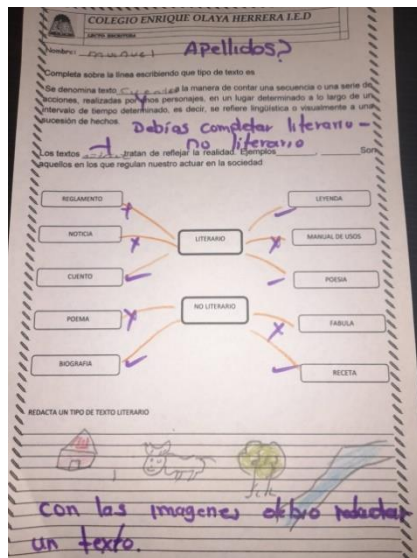 COLEGIO ENRIQUE OLAYA HERRERA I.E.D
LECTO ESCRITURA
Nombre: manuel Apellidos?
Completa sobre la línea escribiendo que tipo de texto es
Se denomina texto la manera de contar una secuencia o una serie de
acciones, realizadas por los personajes, en un lugar determinado a lo largo de un
intervalo de tiempo determinado, es decir, se refiere lingüística o visualmente a una
sucesión de hechos.
Debías completar literario -
no literario
Los textos tratan de reflejar la realidad. Ejemplos , Son
aquellos en los que regulan nuestro actuar en la sociedad
REGLAMENTO
LEYENDA
NOTICIA
LITERARIO
MANUAL DE USOS
CUENTO
POESIA
NO LITERARIO
POEMA
FABULA
BIOGRAFIA
RECETA
REDACTA UN TIPO DE TEXTO LITERARIO
con las imagenes debio redactar
un texto.